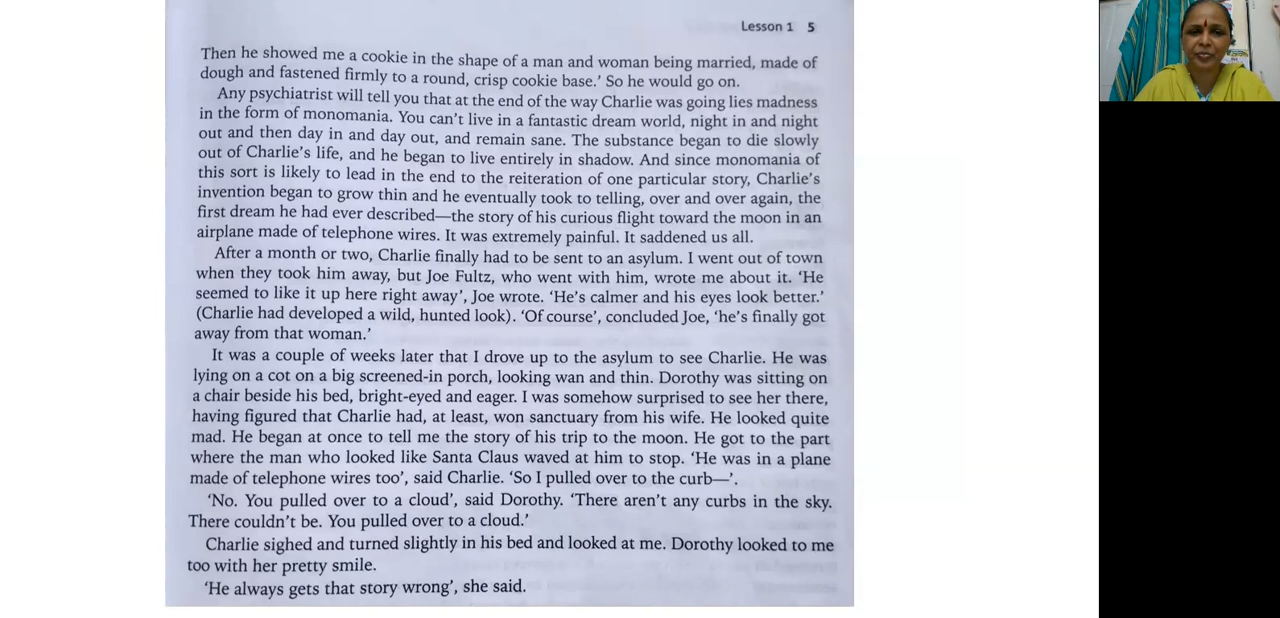 Lesson 1 5
Then he showed me a cookie in the shape of a man and woman being married, made of
dough and fastened firmly to a round, crisp cookie base.' So he would go on.
Any psychiatrist will tell you that at the end of the way Charlie was going lies madness
in the form of monomania. You can't live in a fantastic dream world, night in and night
out and then day in and day out, and remain sane. The substance began to die slowly
out of Charlie's life, and he began to live entirely in shadow. And since monomania of
this sort is likely to lead in the end to the reiteration of one particular story, Charlie's
invention began to grow thin and he eventually took to telling, over and over again, the
first dream he had ever described—the story of his curious flight toward the moon in an
airplane made of telephone wires. It was extremely painful. It saddened us all.
After a month or two, Charlie finally had to be sent to an asylum. I went out of town
when they took him away, but Joe Fultz, who went with him, wrote me about it. 'He
seemed to like it up here right away', Joe wrote. 'He's calmer and his eyes look better.'
(Charlie had developed a wild, hunted look). 'Of course', concluded Joe, 'he's finally got
away from that woman.'
It was a couple of weeks later that I drove up to the asylum to see Charlie. He was
lying on a cot on a big screened-in porch, looking wan and thin. Dorothy was sitting on
a chair beside his bed, bright-eyed and eager. I was somehow surprised to see her there,
having figured that Charlie had, at least, won sanctuary from his wife. He looked quite
mad. He began at once to tell me the story of his trip to the moon. He got to the part
where the man who looked like Santa Claus waved at him to stop. 'He was in a plane
made of telephone wires too', said Charlie. 'So I pulled over to the curb—'.
'No. You pulled over to a cloud', said Dorothy. 'There aren't any curbs in the sky.
There couldn't be. You pulled over to a cloud.'
Charlie sighed and turned slightly in his bed and looked at me. Dorothy looked to me
too with her pretty smile.
'He always gets that story wrong', she said.